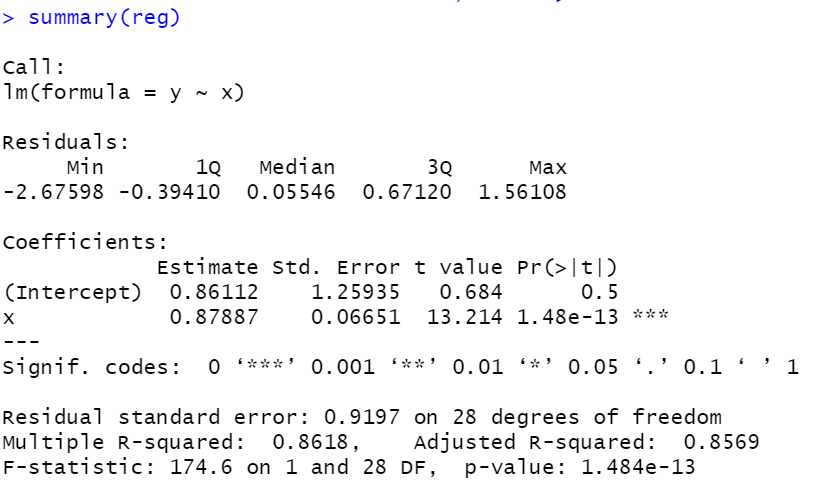 > summary(reg)
Call:
lm(formula = y ~ x)
Residuals:
Min 1Q Median 3Q Max
-2.67598 -0.39410 0.05546 0.67120 1.56108
Coefficients:
Estimate Std. Error t value Pr(>|t|)
(Intercept) 0.86112 1.25935 0.684 0.5
x 0.87887 0.06651 13.214 1.48e-13 ***
---
Signif. codes: 0 ‘***’ 0.001 ‘**’ 0.01 ‘*’ 0.05 ‘.’ 0.1 ‘ ’ 1
Residual standard error: 0.9197 on 28 degrees of freedom
Multiple R-squared: 0.8618, Adjusted R-squared: 0.8569
F-statistic: 174.6 on 1 and 28 DF, p-value: 1.484e-13